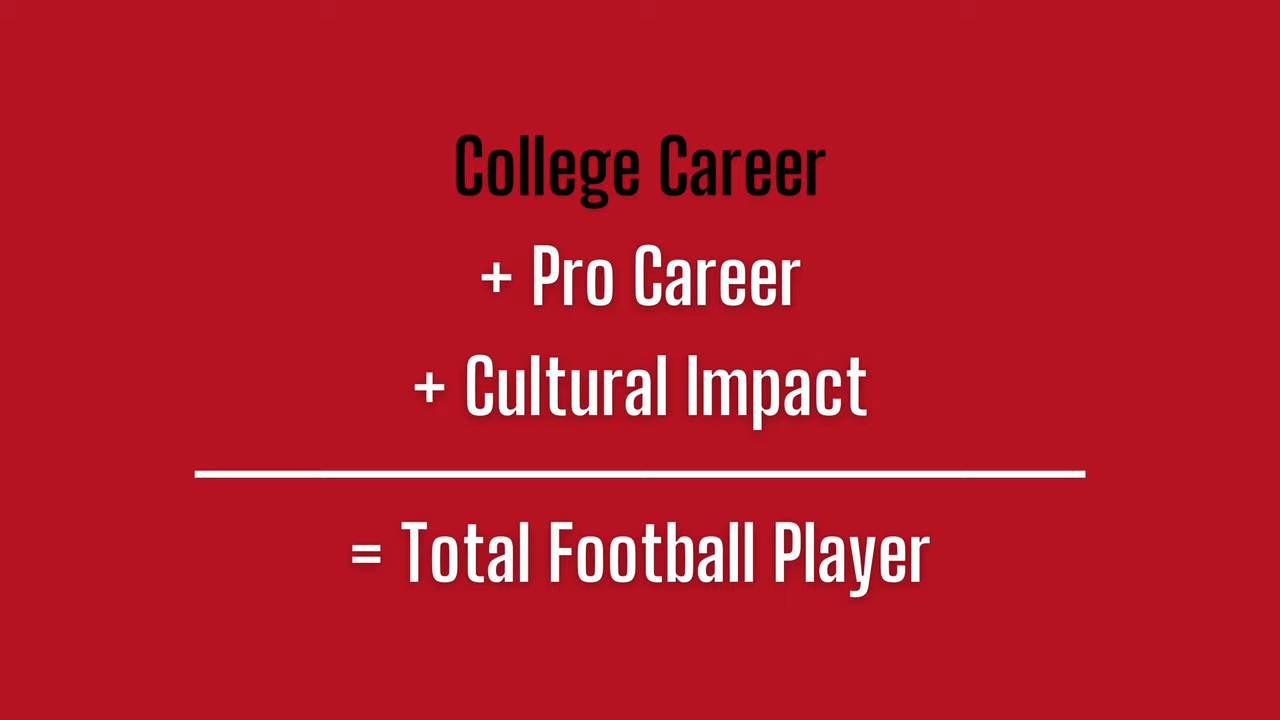 College Career
+ Pro Career
+ Cultural Impact
= Total Football Player